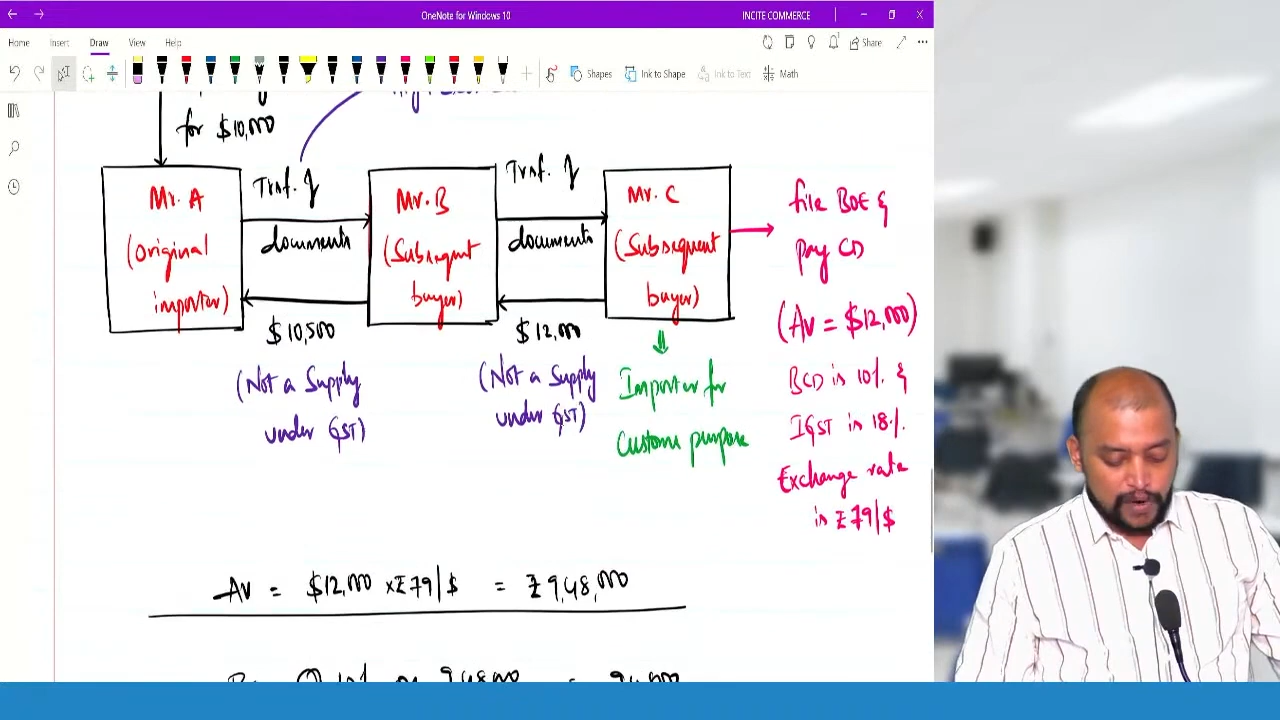 OneNote for Windows 10
INCITE COMMERCE
Home
Insert
Draw
View
Help
Share
Shapes
Ink to Shape
Ink to Text
Math
for $10,000
Mr. A
(Original
importer)
Trnf. of
documents
$10,500
(Not a Supply
under GST)
Mr. B
(Subseqent
buyer)
Trnf. of
documents
$12,000
(Not a Supply
under GST)
Mr. C
(Subsequent
buyer)
Importer for
Customs purpose
file BOE &
pay CD
(AV = $12,000)
BCD is 10% &
IGST is 18%.
Exchange rate
is ₹79/$
AV = $12,000 x ₹79/$ = ₹9,48,000